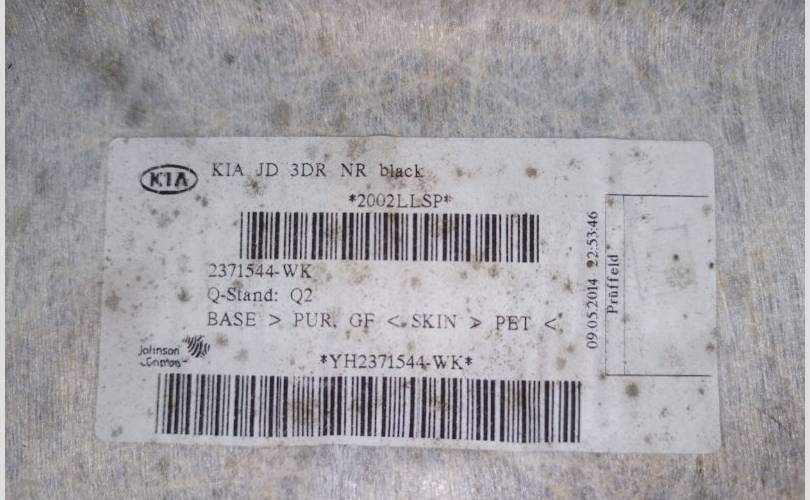 KIA
KIA JD 3DR NR black
*2002LLSP*
2371544-WK
Q-Stand: Q2
BASE > PUR, GF < SKIN > PET <
Johnson
Controls
*YH2371544-WK*
09.05.2014 22:53:46
Prüffeld